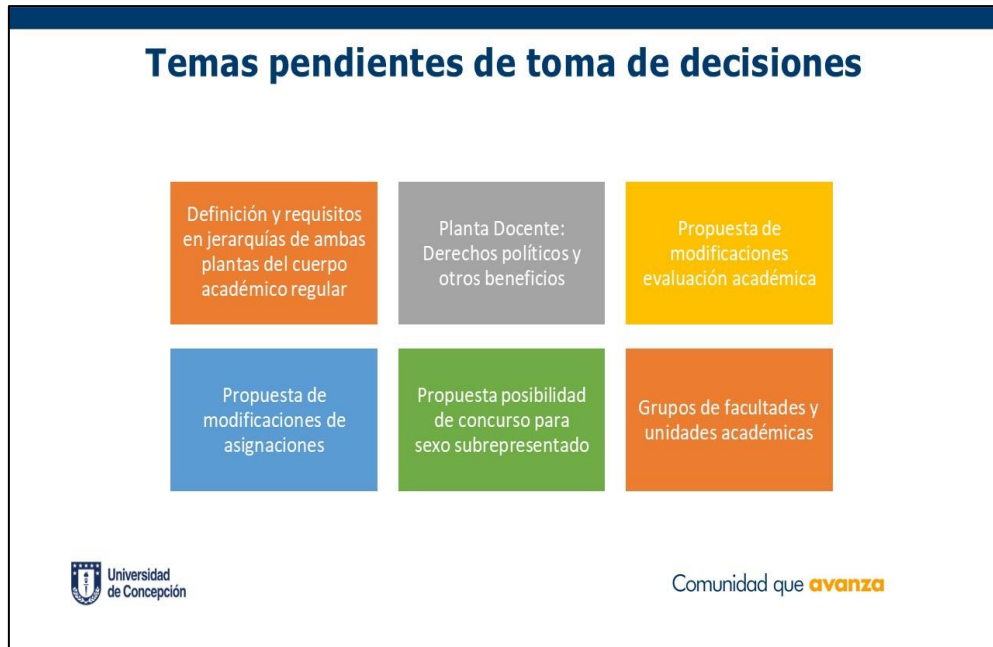 Temas pendientes de toma de decisiones
Definición y requisitos
en jerarquías de ambas
plantas del cuerpo
académico regular
Planta Docente:
Derechos políticos y
otros beneficios
Propuesta de
modificaciones
evaluación académica
Propuesta de
modificaciones de
asignaciones
Propuesta posibilidad
de concurso para
sexo subrepresentado
Grupos de facultades y
unidades académicas
Universidad
de Concepción
Comunidad que avanza